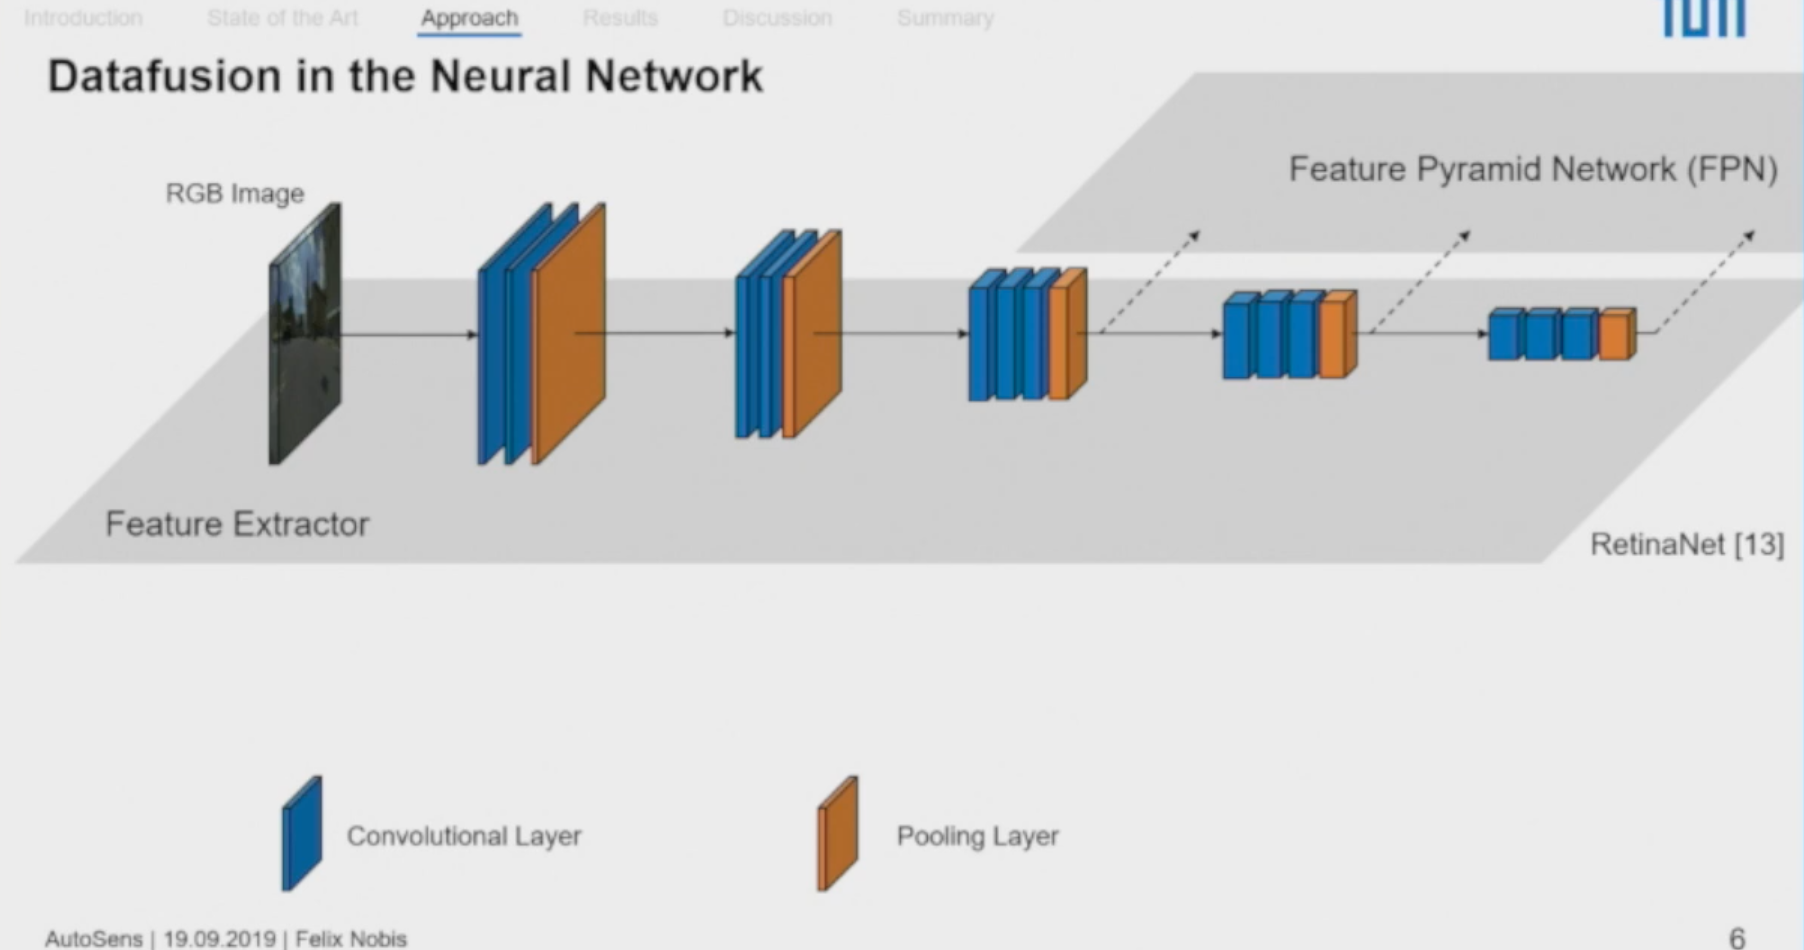 Introduction State of the Art Approach Results Discussion Summary
Datafusion in the Neural Network
RGB Image
Feature Pyramid Network (FPN)
Feature Extractor
RetinaNet [13]
Convolutional Layer
Pooling Layer
AutoSens | 19.09.2019 | Felix Nobis
6